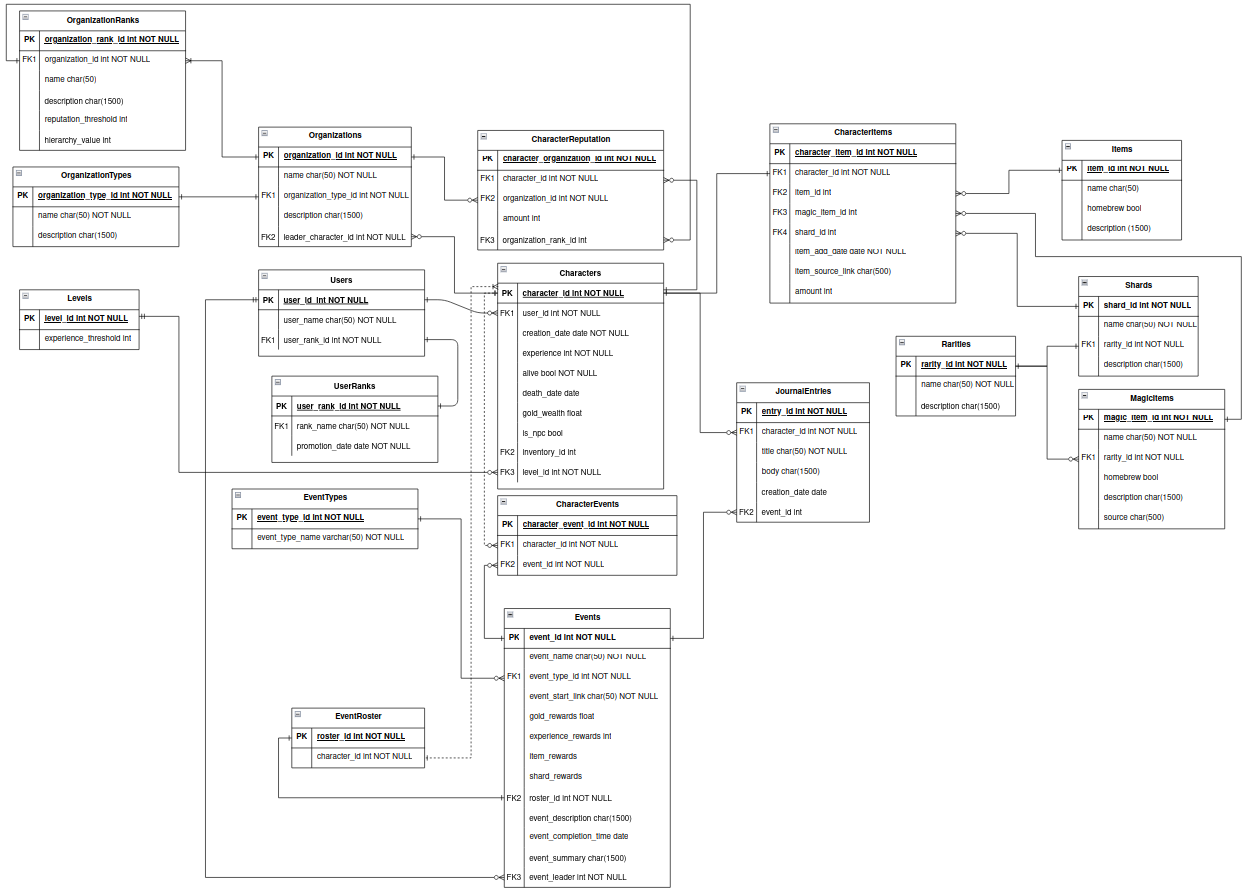 OrganizationRanks
PK organization_rank_id int NOT NULL
FK1 organization_id int NOT NULL
name char(50)
description char(1500)
reputation_threshold int
hierarchy_value int
OrganizationTypes
PK organization_type_id int NOT NULL
name char(50) NOT NULL
description char(1500)
Organizations
PK organization_id int NOT NULL
name char(50) NOT NULL
FK1 organization_type_id int NOT NULL
description char(1500)
FK2 leader_character_id int NOT NULL
CharacterReputation
PK character_organization_id int NOT NULL
FK1 character_id int NOT NULL
FK2 organization_id int NOT NULL
amount int
FK3 organization_rank_id int
CharacterItems
PK character_item_id int NOT NULL
FK1 character_id int NOT NULL
FK2 item_id int
FK3 magic_item_id int
FK4 shard_id int
item_add_date date NOT NULL
item_source_link char(500)
amount int
Items
PK item_id int NOT NULL
name char(50)
homebrew bool
description (1500)
Levels
PK level_id int NOT NULL
experience_threshold int
Users
PK user_id int NOT NULL
user_name char(50) NOT NULL
FK1 user_rank_id int NOT NULL
UserRanks
PK user_rank_id int NOT NULL
FK1 rank_name char(50) NOT NULL
promotion_date date NOT NULL
Characters
PK character_id int NOT NULL
FK1 user_id int NOT NULL
creation_date date NOT NULL
experience int NOT NULL
alive bool NOT NULL
death_date date
gold_wealth float
is_npc bool
FK2 inventory_id int
FK3 level_id int NOT NULL
Shards
PK shard_id int NOT NULL
name char(50) NOT NULL
FK1 rarity_id int NOT NULL
description char(1500)
Rarities
PK rarity_id int NOT NULL
name char(50) NOT NULL
description char(1500)
MagicItems
PK magic_item_id int NOT NULL
name char(50) NOT NULL
FK1 rarity_id int NOT NULL
homebrew bool
description char(1500)
source char(500)
JournalEntries
PK entry_id int NOT NULL
FK1 character_id int NOT NULL
title char(50) NOT NULL
body char(1500)
creation_date date
FK2 event_id int
EventTypes
PK event_type_id int NOT NULL
event_type_name varchar(50) NOT NULL
CharacterEvents
PK character_event_id int NOT NULL
FK1 character_id int NOT NULL
FK2 event_id int NOT NULL
Events
PK event_id int NOT NULL
event_name char(50) NOT NULL
FK1 event_type_id int NOT NULL
event_start_link char(50) NOT NULL
gold_rewards float
experience_rewards int
item_rewards
shard_rewards
FK2 roster_id int NOT NULL
event_description char(1500)
event_completion_time date
event_summary char(1500)
FK3 event_leader int NOT NULL
EventRoster
PK roster_id int NOT NULL
character_id int NOT NULL